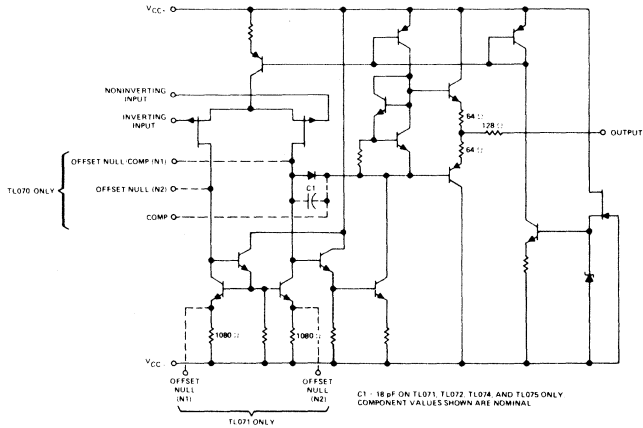 VCC+
NONINVERTING
INPUT
INVERTING
INPUT
64 Ω
128 Ω
OUTPUT
64 Ω
TL070 ONLY
OFFSET NULL/COMP (N1)
OFFSET NULL (N2)
COMP
C1
1080 Ω
1080 Ω
VCC-
OFFSET
NULL
(N1)
OFFSET
NULL
(N2)
TL071 ONLY
C1 = 18 pF ON TL071, TL072, TL074, AND TL075 ONLY
COMPONENT VALUES SHOWN ARE NOMINAL